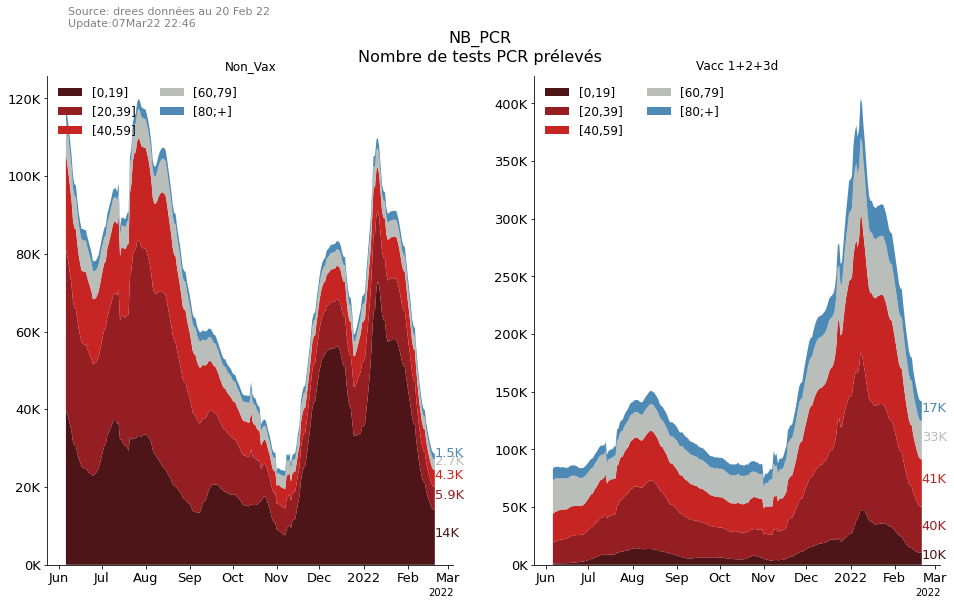 Source: drees données au 20 Feb 22
Update:07Mar22 22:46
NB_PCR
Nombre de tests PCR prélevés
Non_Vax
[0,19]
[20,39]
[40,59]
[60,79]
[80;+]
120K
100K
80K
60K
40K
20K
0K
1.5K
2.7K
4.3K
5.9K
14K
Jun Jul Aug Sep Oct Nov Dec 2022 Feb Mar
2022
Vacc 1+2+3d
[0,19]
[20,39]
[40,59]
[60,79]
[80;+]
400K
350K
300K
250K
200K
150K
100K
50K
0K
17K
33K
41K
40K
10K
Jun Jul Aug Sep Oct Nov Dec 2022 Feb Mar
2022